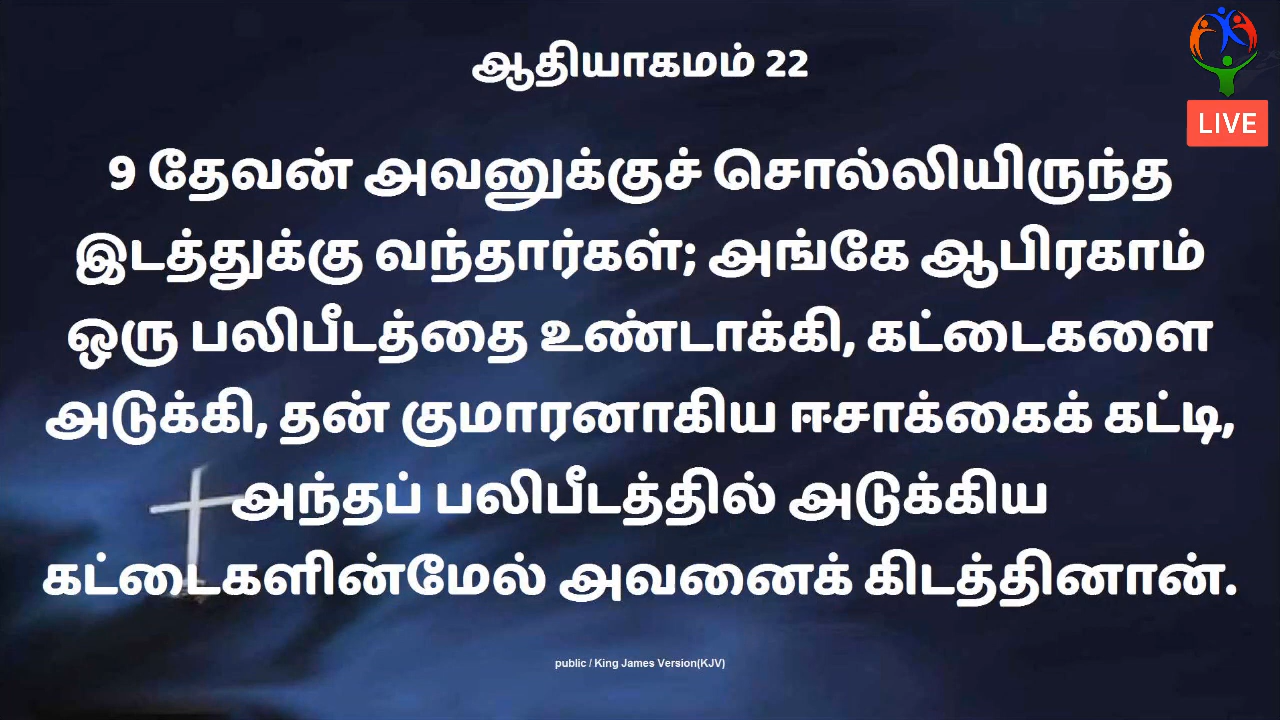 ஆதியாகமம் 22
LIVE
9 தேவன் அவனுக்குச் சொல்லியிருந்த
இடத்துக்கு வந்தார்கள்; அங்கே ஆபிரகாம்
ஒரு பலிபீடத்தை உண்டாக்கி, கட்டைகளை
அடுக்கி, தன் குமாரனாகிய ஈசாக்கைக் கட்டி,
அந்தப் பலிபீடத்தில் அடுக்கிய
கட்டைகளின்மேல் அவனைக் கிடத்தினான்.
public / King James Version(KJV)